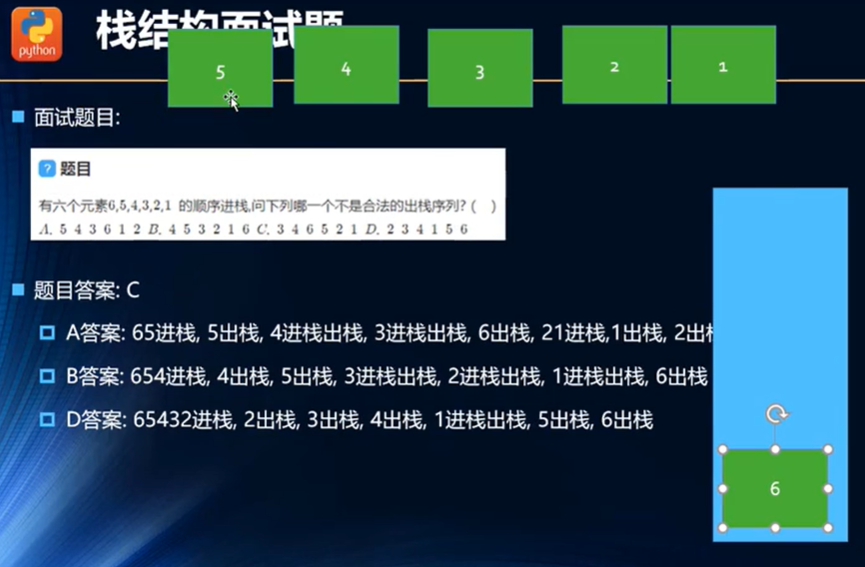 python
栈结构面试题
5 4 3 2 1
面试题目:
? 题目
有六个元素6,5,4,3,2,1 的顺序进栈,问下列哪一个不是合法的出栈序列? ( )
A. 5 4 3 6 1 2 B. 4 5 3 2 1 6 C. 3 4 6 5 2 1 D. 2 3 4 1 5 6
题目答案: C
A答案: 65进栈, 5出栈, 4进栈出栈, 3进栈出栈, 6出栈, 21进栈,1出栈, 2出
B答案: 654进栈, 4出栈, 5出栈, 3进栈出栈, 2进栈出栈, 1进栈出栈, 6出栈
D答案: 65432进栈, 2出栈, 3出栈, 4出栈, 1进栈出栈, 5出栈, 6出栈
6